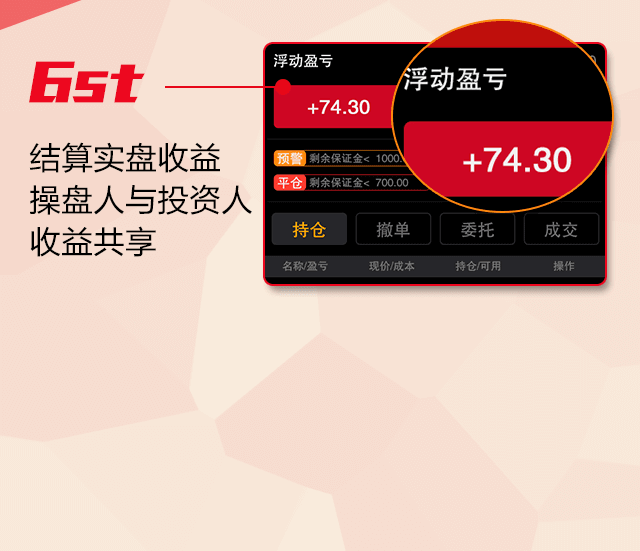 6st
结算实盘收益
操盘人与投资人
收益共享
浮动盈亏
+74.30
浮动盈亏
+74.30
预警 剩余保证金< 1000.
平仓 剩余保证金< 700.00
持仓 撤单 委托 成交
名称/盈亏 现价/成本 持仓/可用 操作